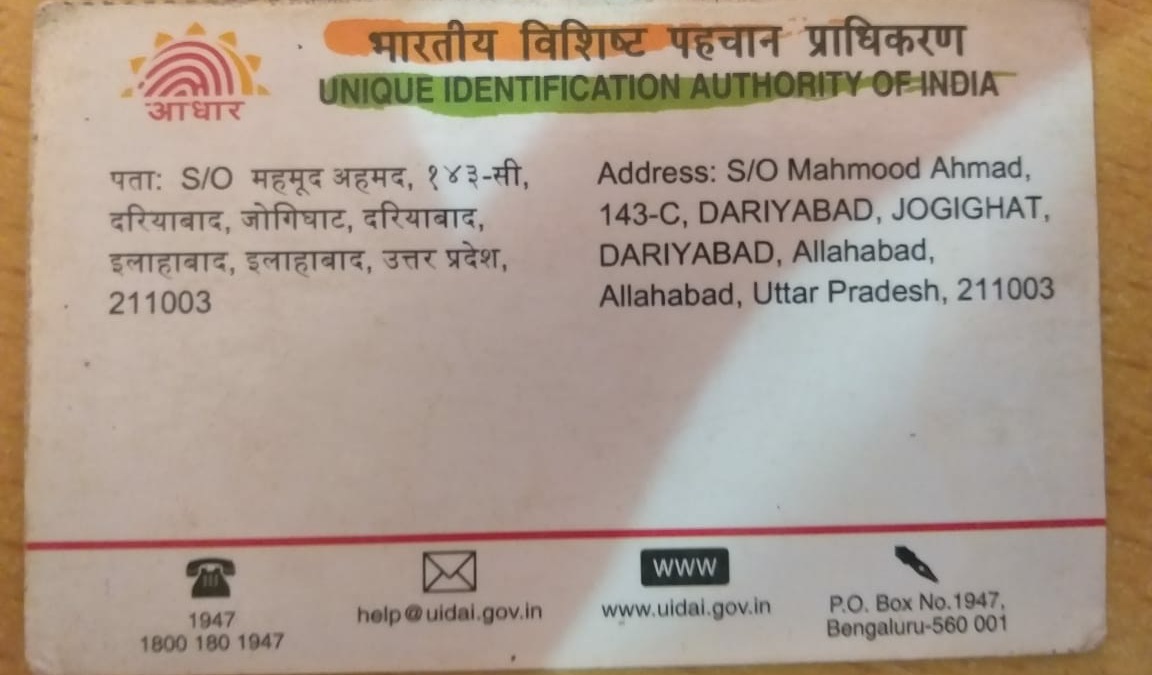 भारतीय विशिष्ट पहचान प्राधिकरण
UNIQUE IDENTIFICATION AUTHORITY OF INDIA
आधार
पता: S/O महमूद अहमद, १४३-सी,
दरियाबाद, जोगिघाट, दरियाबाद,
इलाहाबाद, इलाहाबाद, उत्तर प्रदेश,
211003
Address: S/O Mahmood Ahmad,
143-C, DARIYABAD, JOGIGHAT,
DARIYABAD, Allahabad,
Allahabad, Uttar Pradesh, 211003
1947
1800 180 1947
help@uidai.gov.in
www
www.uidai.gov.in
P.O. Box No.1947,
Bengaluru-560 001